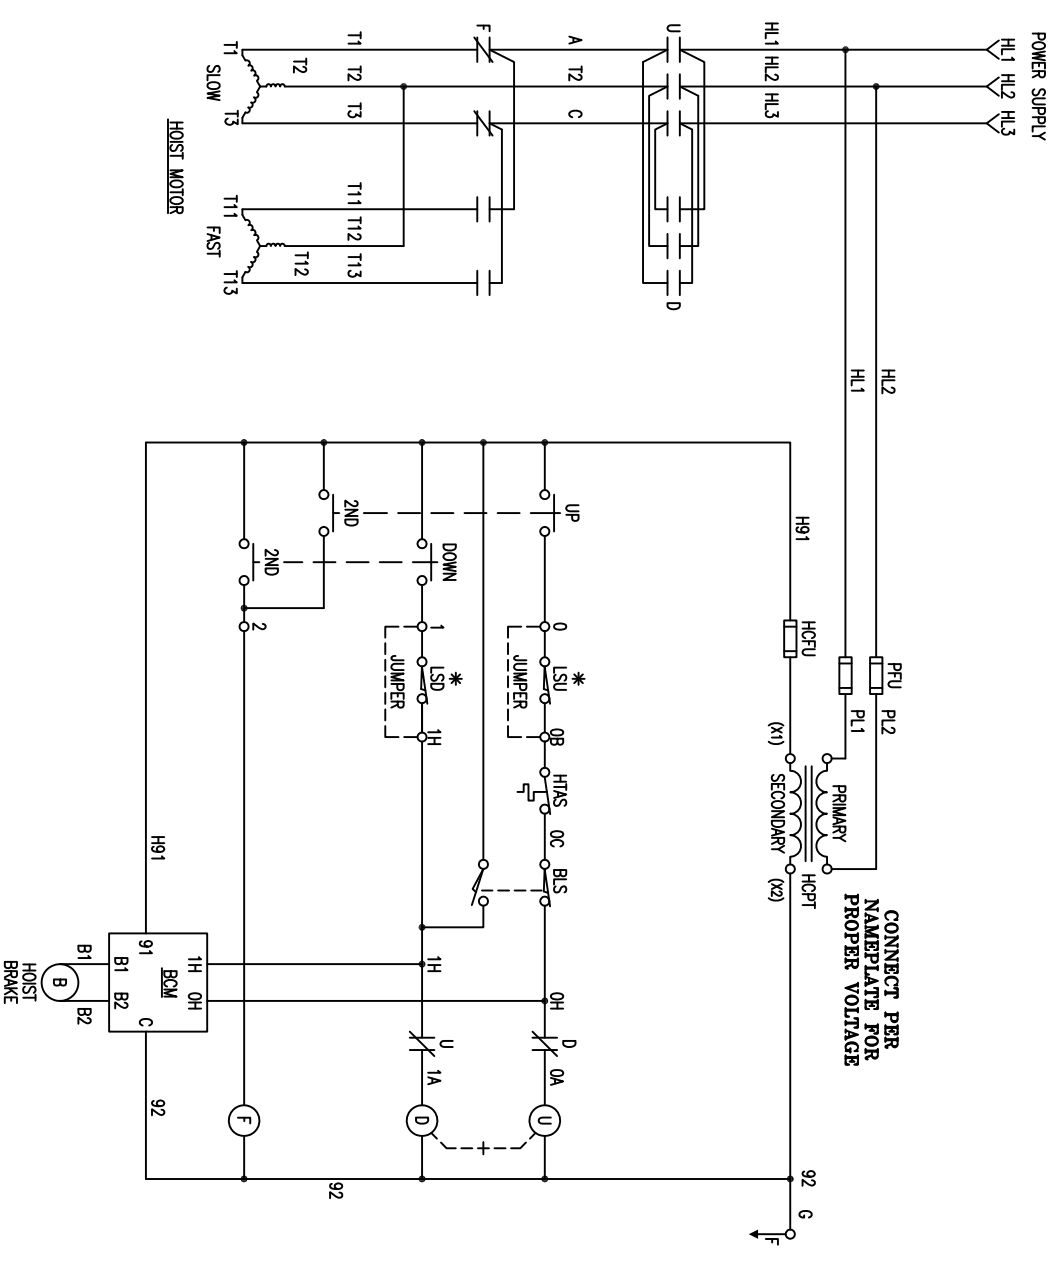 POWER SUPPLY
HL1
HL2
HL3
HL1
HL2
HL3
U
D
A
T2
C
F
T1
T2
T3
T11
T12
T13
T1
T2
T3
SLOW
T11
T12
T13
FAST
HOIST MOTOR
HL2
HL1
PFU
PL2
PL1
PRIMARY
SECONDARY
HCPT
(X1)
(X2)
CONNECT PER
NAMEPLATE FOR
PROPER VOLTAGE
H91
HCFU
92
G
F
UP
0
*
LSU
JUMPER
0B
HTAS
0C
BLS
0H
D
0A
U
DOWN
1
*
LSD
JUMPER
1H
1H
U
1A
D
2ND
2ND
2
F
92
H91
91
BCM
1H
0H
B1
B2
C
92
B1
B
B2
HOIST
BRAKE